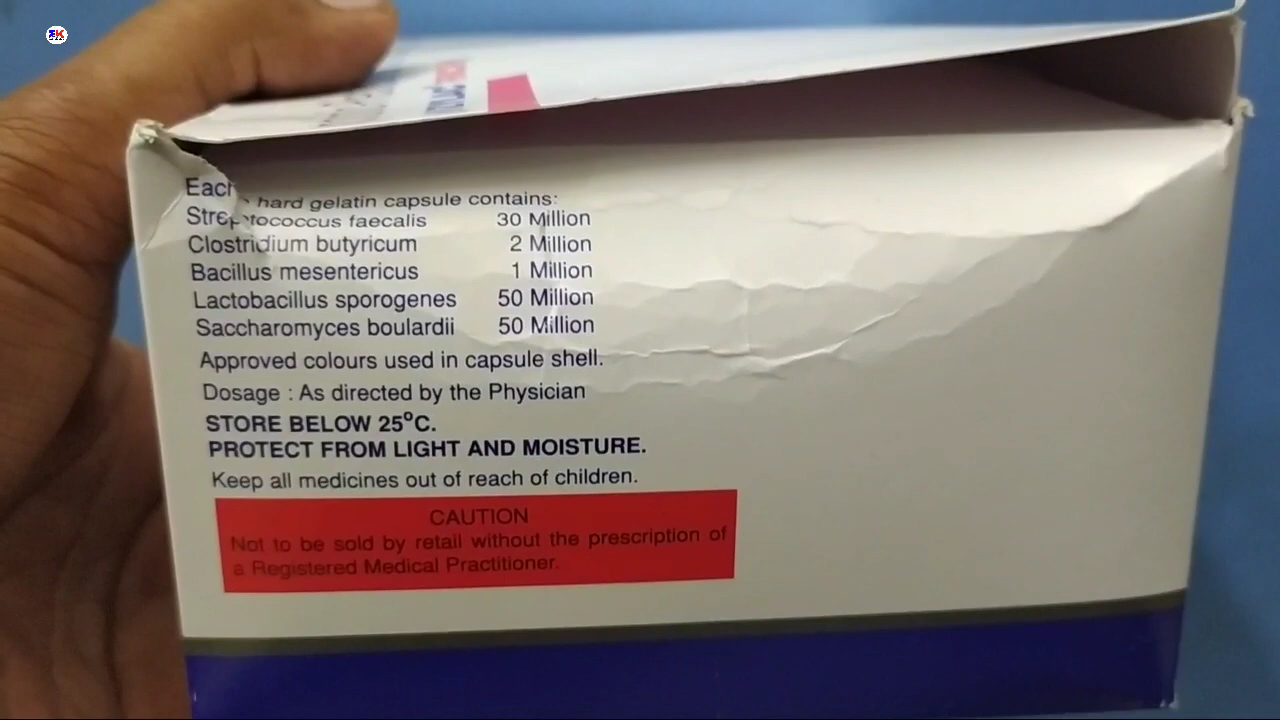 Each hard gelatin capsule contains:
Streptococcus faecalis 30 Million
Clostridium butyricum 2 Million
Bacillus mesentericus 1 Million
Lactobacillus sporogenes 50 Million
Saccharomyces boulardii 50 Million
Approved colours used in capsule shell.
Dosage : As directed by the Physician
STORE BELOW 25°C.
PROTECT FROM LIGHT AND MOISTURE.
Keep all medicines out of reach of children.
CAUTION
Not to be sold by retail without the prescription of
a Registered Medical Practitioner.